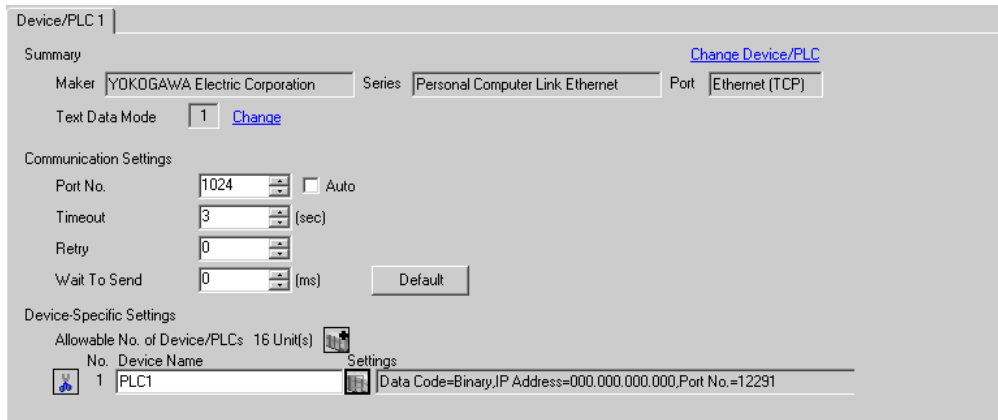 Device/PLC 1
Summary Change Device/PLC
Maker YOKOGAWA Electric Corporation Series Personal Computer Link Ethernet Port Ethernet (TCP)
Text Data Mode 1 Change
Communication Settings
Port No. 1024 Auto
Timeout 3 (sec)
Retry 0
Wait To Send 0 (ms) Default
Device-Specific Settings
Allowable No. of Device/PLCs 16 Unit(s)
No. Device Name Settings
1 PLC1 Data Code=Binary,IP Address=000.000.000.000,Port No.=12291